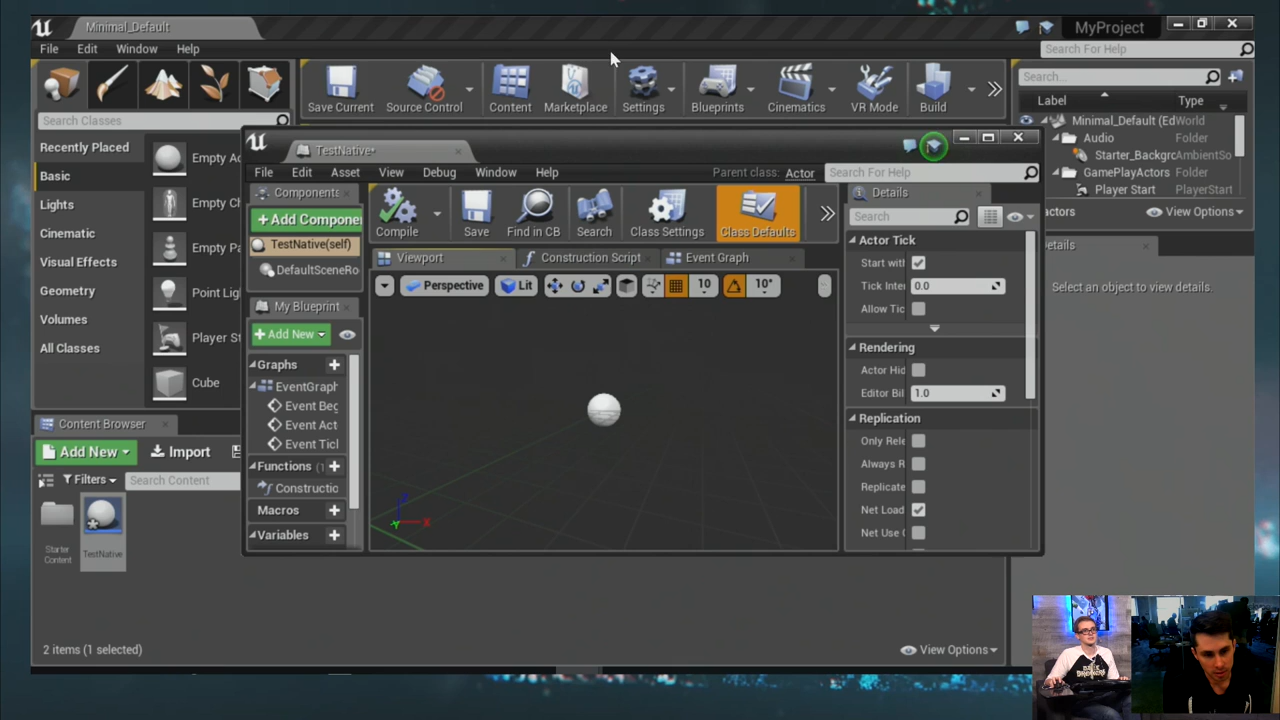 Minimal_Default
MyProject
File Edit Window Help
Search For Help
Search Classes
Recently Played
Basic
Lights
Cinematic
Visual Effects
Geometry
Volumes
All Classes
Empty Ac
Empty Ch
Empty Pa
Point Ligh
Player St
Cube
Save Current
Source Control
Content
Marketplace
Settings
Blueprints
Cinematics
VR Mode
Build
Search...
Label Type
Minimal_Default (Ed World
Audio Folder
Starter_Backgrc AmbientSo
GamePlayActors Folder
Player Start PlayerStart
actors View Options
etails
Select an object to view details.
TestNative*
File Edit Asset View Debug Window Help
Parent class: Actor
Search For Help
Components
+ Add Compone
TestNative(self)
DefaultSceneRo
My Blueprint
+ Add New
Graphs
EventGraph
Event Beg
Event Act
Event Ticl
Functions (1
Constructio
Macros
Variables
Compile
Save
Find in CB
Search
Class Settings
Class Defaults
Viewport
Construction Script
Event Graph
Perspective
Lit
10
10°
Z
X
Y
Details
Search
Actor Tick
Start with
Tick Inter 0.0
Allow Tic
Rendering
Actor Hid
Editor Bil 1.0
Replication
Only Rele
Always R
Replicate
Net Load
Net Use O
Content Browser
Add New
Import
Filters
Search Content
Starter
Content
TestNative
2 items (1 selected)
View Options